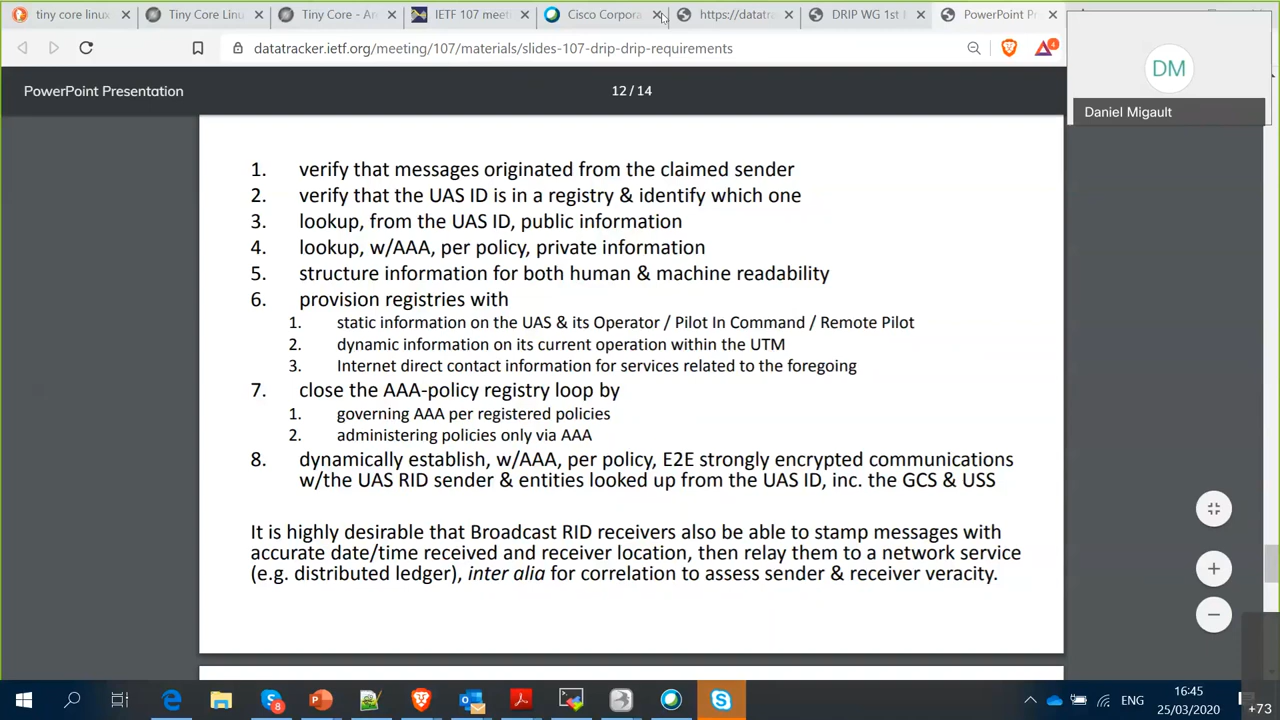 tiny core linux
Tiny Core Linu
Tiny Core - Ar
IETF 107 meeti
Cisco Corpora
https://datatra
DRIP WG 1st
PowerPoint Pr
datatracker.ietf.org/meeting/107/materials/slides-107-drip-drip-requirements
4
DM
Daniel Migault
PowerPoint Presentation
12 / 14
1. verify that messages originated from the claimed sender
2. verify that the UAS ID is in a registry & identify which one
3. lookup, from the UAS ID, public information
4. lookup, w/AAA, per policy, private information
5. structure information for both human & machine readability
6. provision registries with
1. static information on the UAS & its Operator / Pilot In Command / Remote Pilot
2. dynamic information on its current operation within the UTM
3. Internet direct contact information for services related to the foregoing
7. close the AAA-policy registry loop by
1. governing AAA per registered policies
2. administering policies only via AAA
8. dynamically establish, w/AAA, per policy, E2E strongly encrypted communications
w/the UAS RID sender & entities looked up from the UAS ID, inc. the GCS & USS
It is highly desirable that Broadcast RID receivers also be able to stamp messages with
accurate date/time received and receiver location, then relay them to a network service
(e.g. distributed ledger), inter alia for correlation to assess sender & receiver veracity.
8
ENG
16:45
25/03/2020
+73